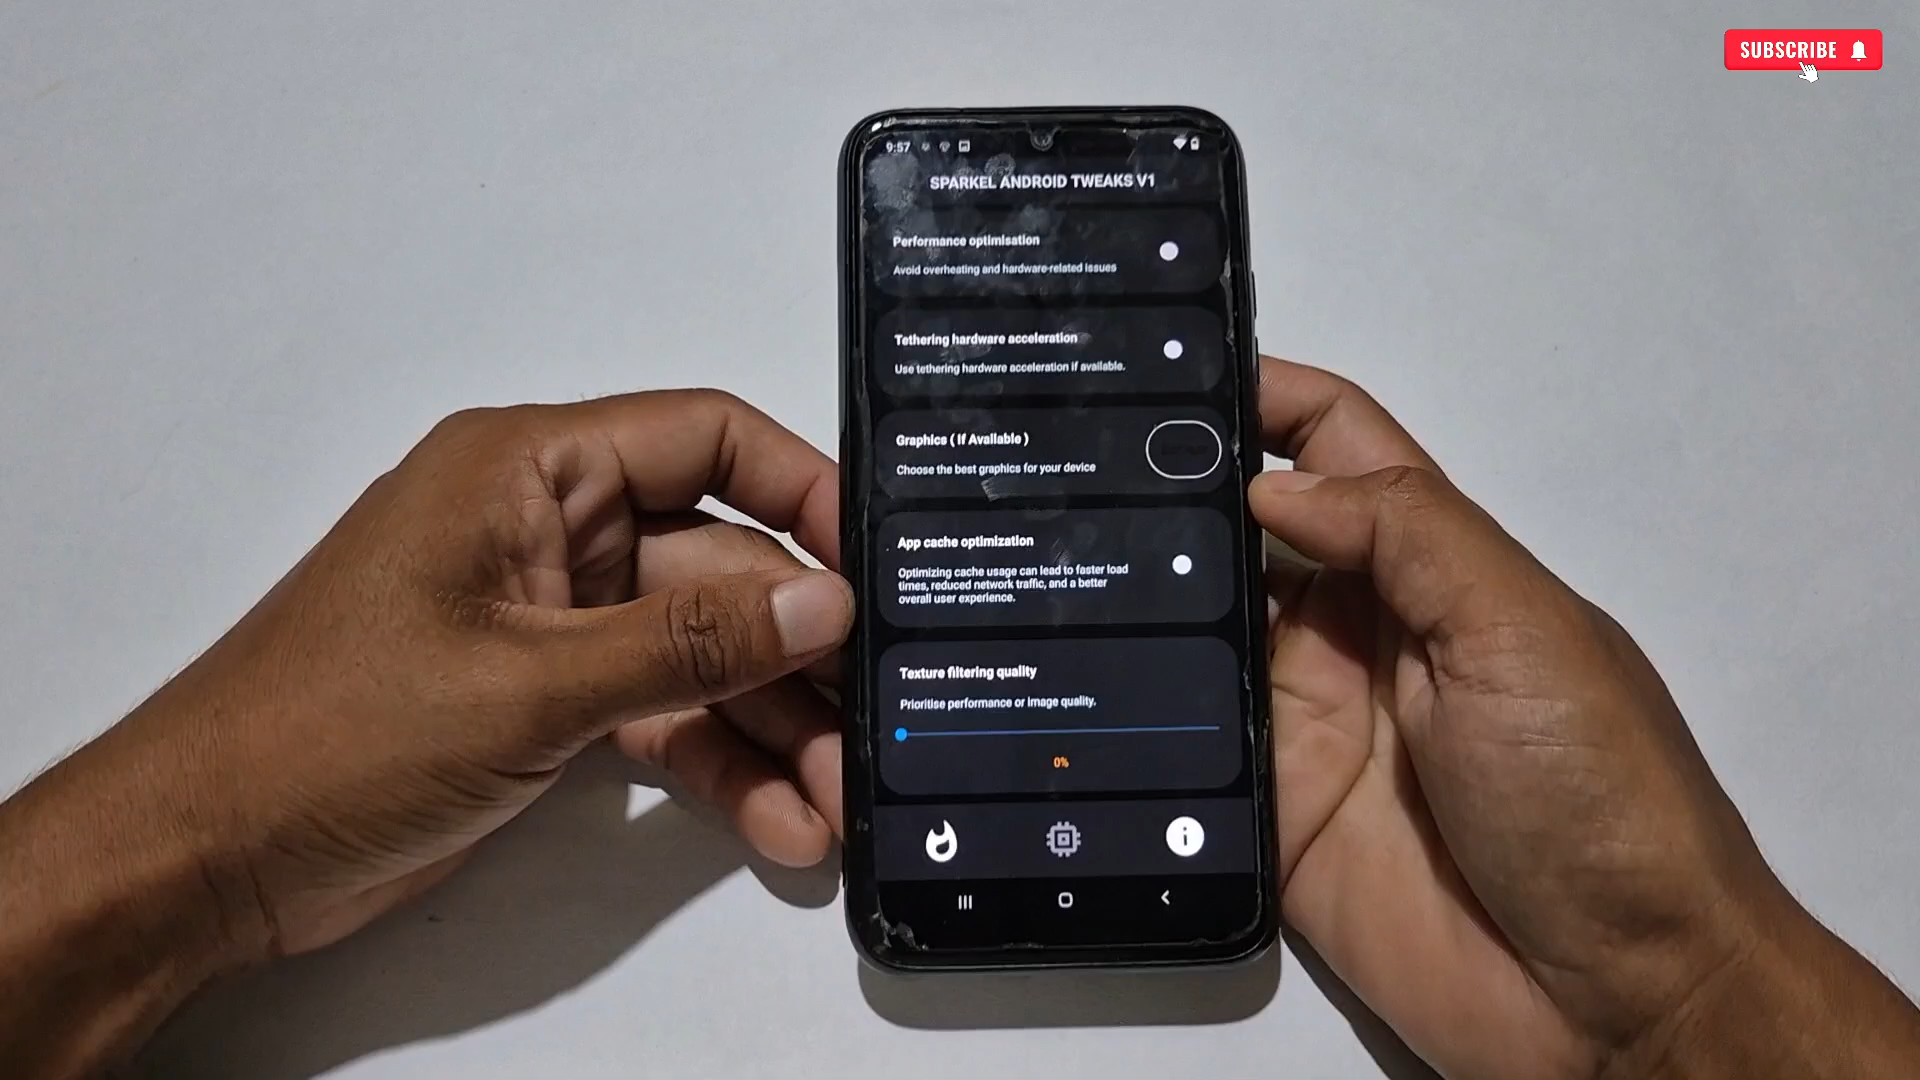 SUBSCRIBE
9:57
SPARKEL ANDROID TWEAKS V1
Performance optimisation
Avoid overheating and hardware-related issues
Tethering hardware acceleration
Use tethering hardware acceleration if available.
Graphics ( If Available )
Choose the best graphics for your device
App cache optimization
Optimizing cache usage can lead to faster load
times, reduced network traffic, and a better
overall user experience.
Texture filtering quality
Prioritise performance or image quality.
0%